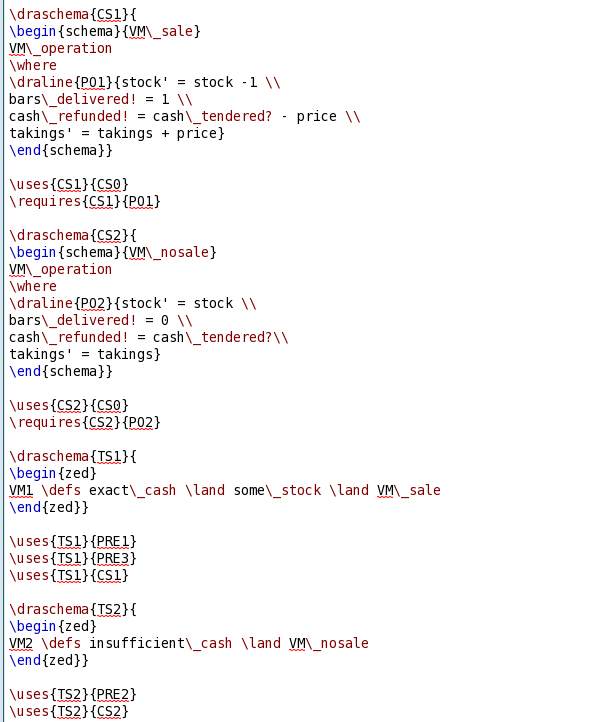 \draschema{CS1}{
\begin{schema}{VM\_sale}
VM\_operation
\where
\draline{PO1}{stock' = stock -1 \\
bars\_delivered! = 1 \\
cash\_refunded! = cash\_tendered? - price \\
takings' = takings + price}
\end{schema}}

\uses{CS1}{CS0}
\requires{CS1}{PO1}

\draschema{CS2}{
\begin{schema}{VM\_nosale}
VM\_operation
\where
\draline{PO2}{stock' = stock \\
bars\_delivered! = 0 \\
cash\_refunded! = cash\_tendered?\\
takings' = takings}
\end{schema}}

\uses{CS2}{CS0}
\requires{CS2}{PO2}

\draschema{TS1}{
\begin{zed}
VM1 \defs exact\_cash \land some\_stock \land VM\_sale
\end{zed}}

\uses{TS1}{PRE1}
\uses{TS1}{PRE3}
\uses{TS1}{CS1}

\draschema{TS2}{
\begin{zed}
VM2 \defs insufficient\_cash \land VM\_nosale
\end{zed}}

\uses{TS2}{PRE2}
\uses{TS2}{CS2}